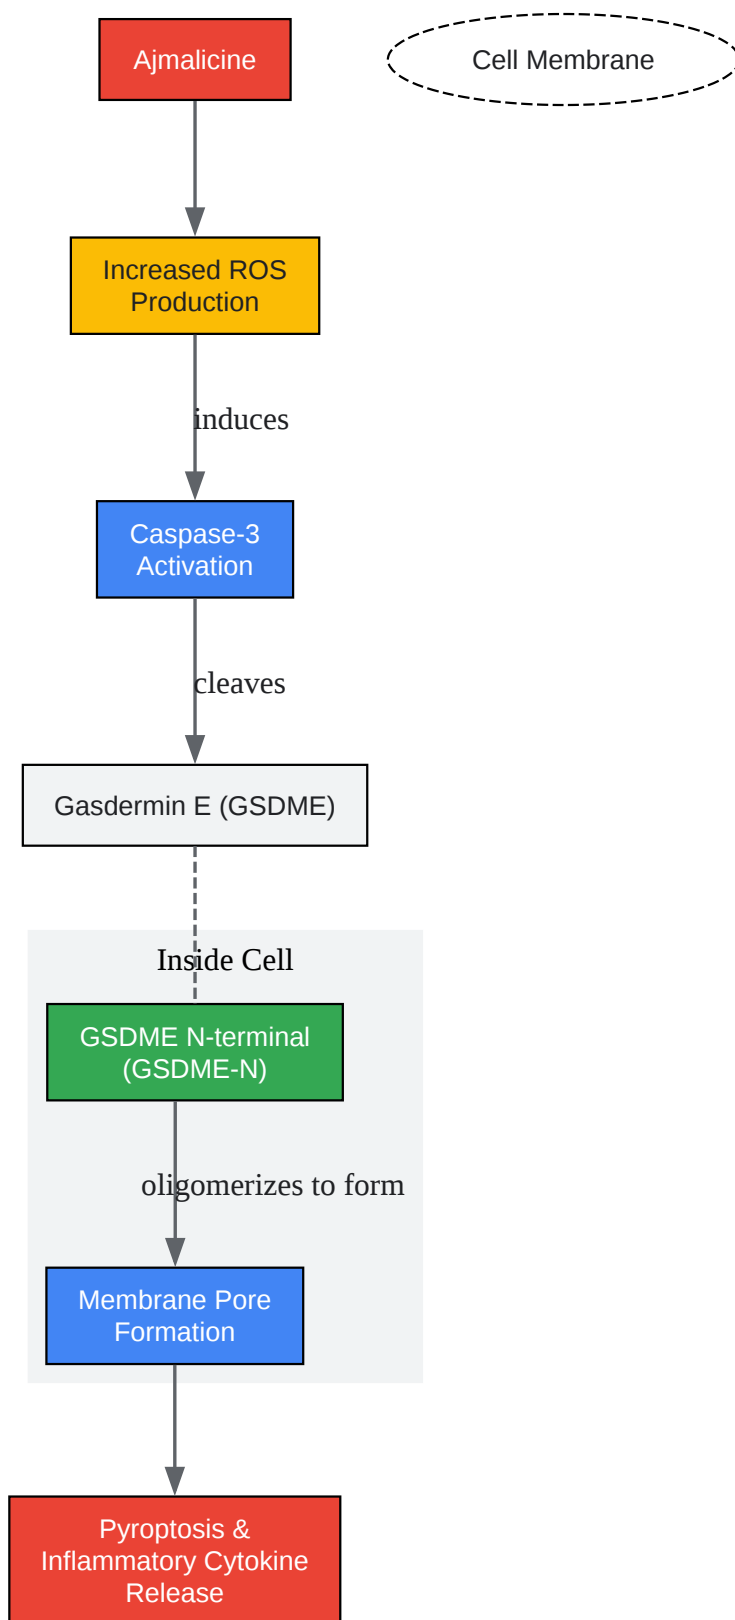 Ajmalicine
Cell Membrane
Increased ROS
Production
induces
Caspase-3
Activation
cleaves
Gasdermin E (GSDME)
Inside Cell
GSDME N-terminal
(GSDME-N)
oligomerizes to form
Membrane Pore
Formation
Pyroptosis &
Inflammatory Cytokine
Release